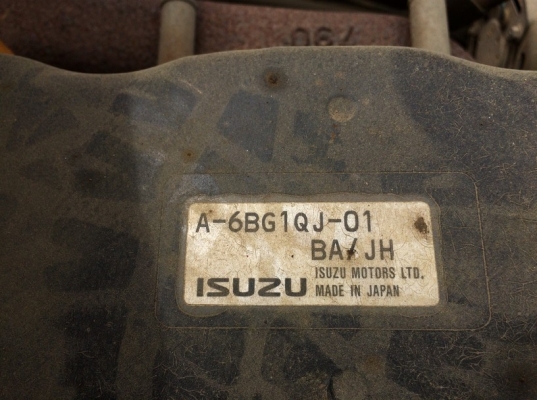 A-6BG1QJ-01
BA/JH
ISUZU MOTORS LTD.
ISUZU MADE IN JAPAN